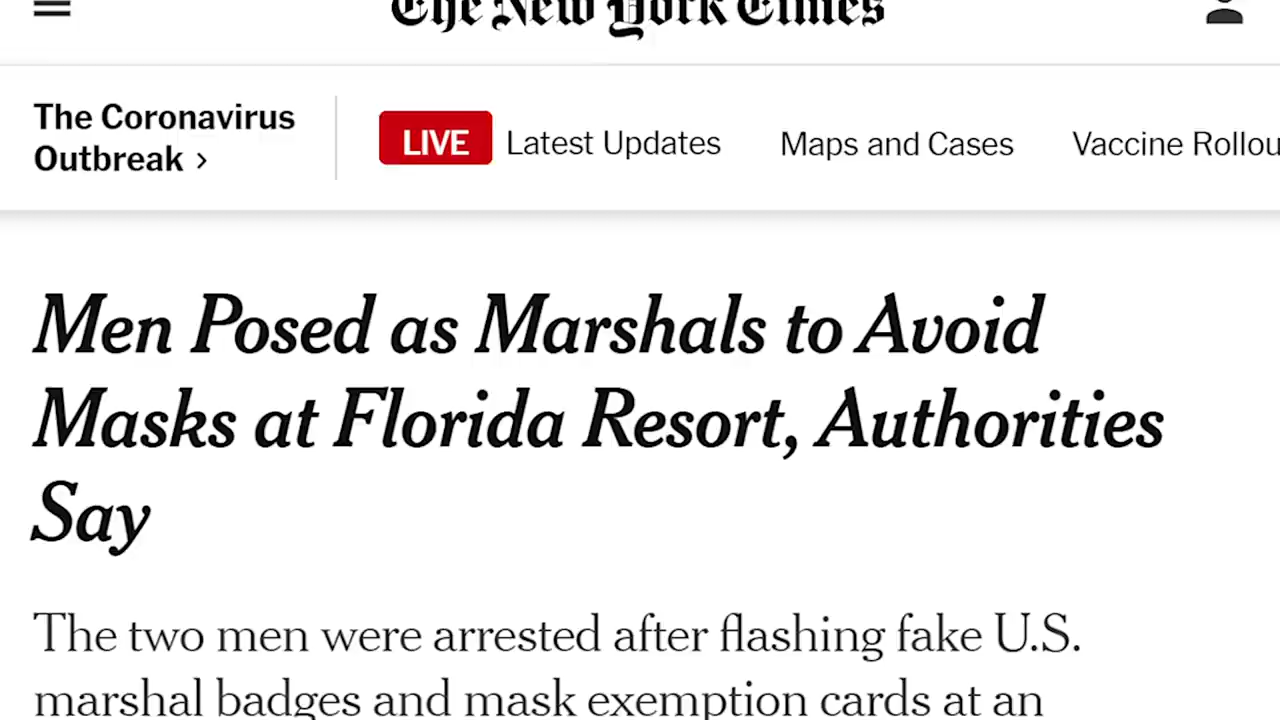 The New York Times
The Coronavirus
Outbreak >
LIVE Latest Updates Maps and Cases Vaccine Rollou
Men Posed as Marshals to Avoid
Masks at Florida Resort, Authorities
Say
The two men were arrested after flashing fake U.S.
marshal badges and mask exemption cards at an